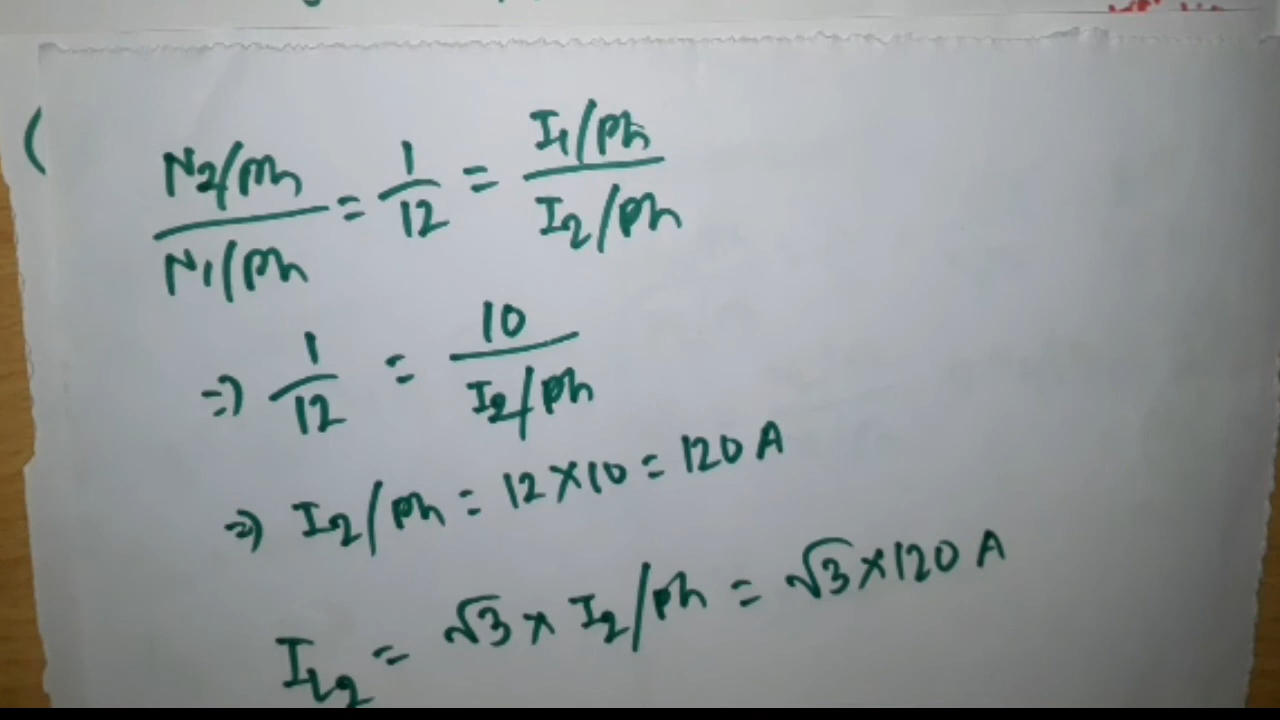 (
N2/Ph / N1/Ph = 1/12 = I1/Ph / I2/Ph
=> 1/12 = 10 / I2/Ph
=> I2/Ph = 12×10 = 120 A
IL2 = √3 × I2/Ph = √3×120 A